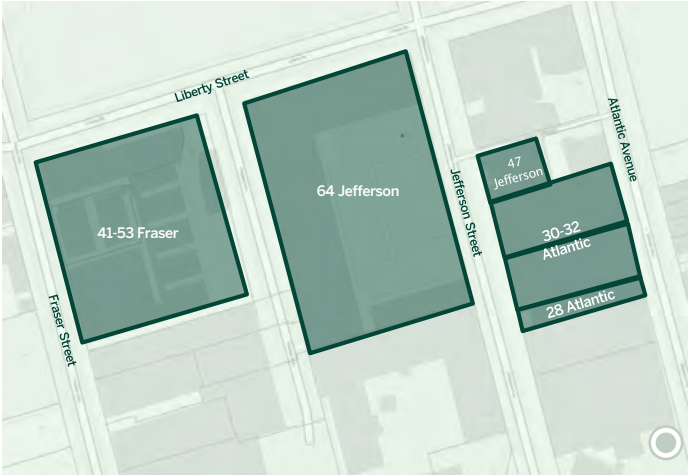 Liberty Street
Atlantic Avenue
47
Jefferson
64 Jefferson
Jefferson Street
41-53 Fraser
30-32
Atlantic
28 Atlantic
Fraser Street